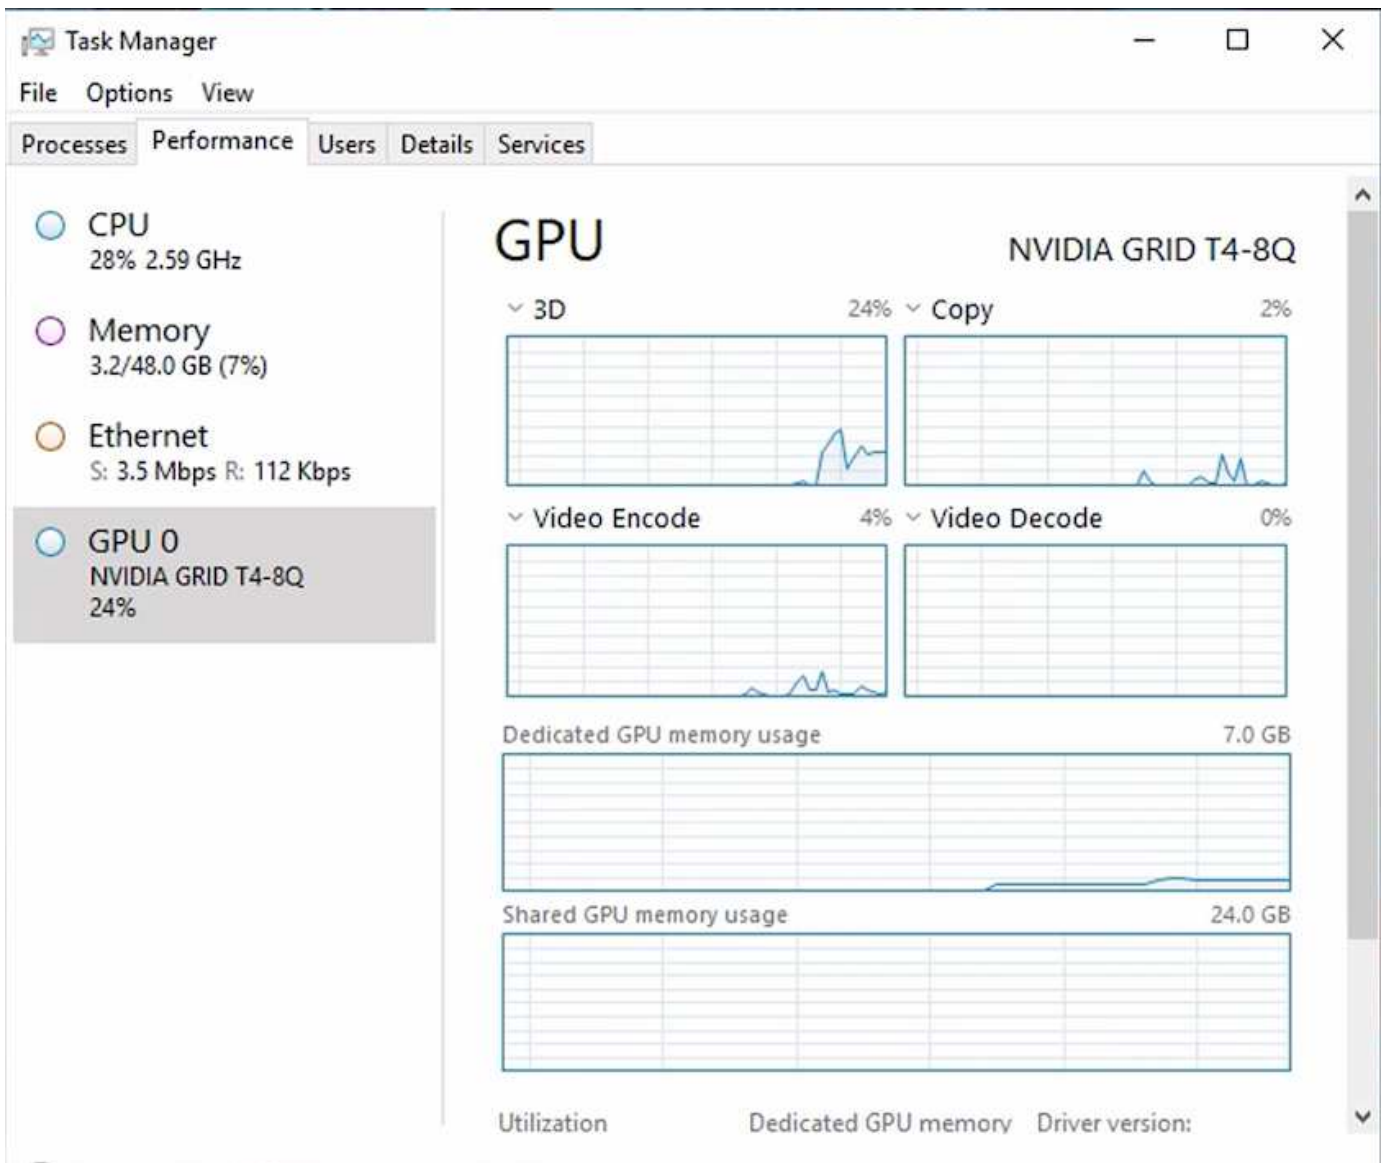 Task Manager
File Options View
Processes Performance Users Details Services
CPU
28% 2.59 GHz
Memory
3.2/48.0 GB (7%)
Ethernet
S: 3.5 Mbps R: 112 Kbps
GPU 0
NVIDIA GRID T4-8Q
24%
GPU NVIDIA GRID T4-8Q
3D 24% Copy 2%
Video Encode 4% Video Decode 0%
Dedicated GPU memory usage 7.0 GB
Shared GPU memory usage 24.0 GB
Utilization Dedicated GPU memory Driver version: